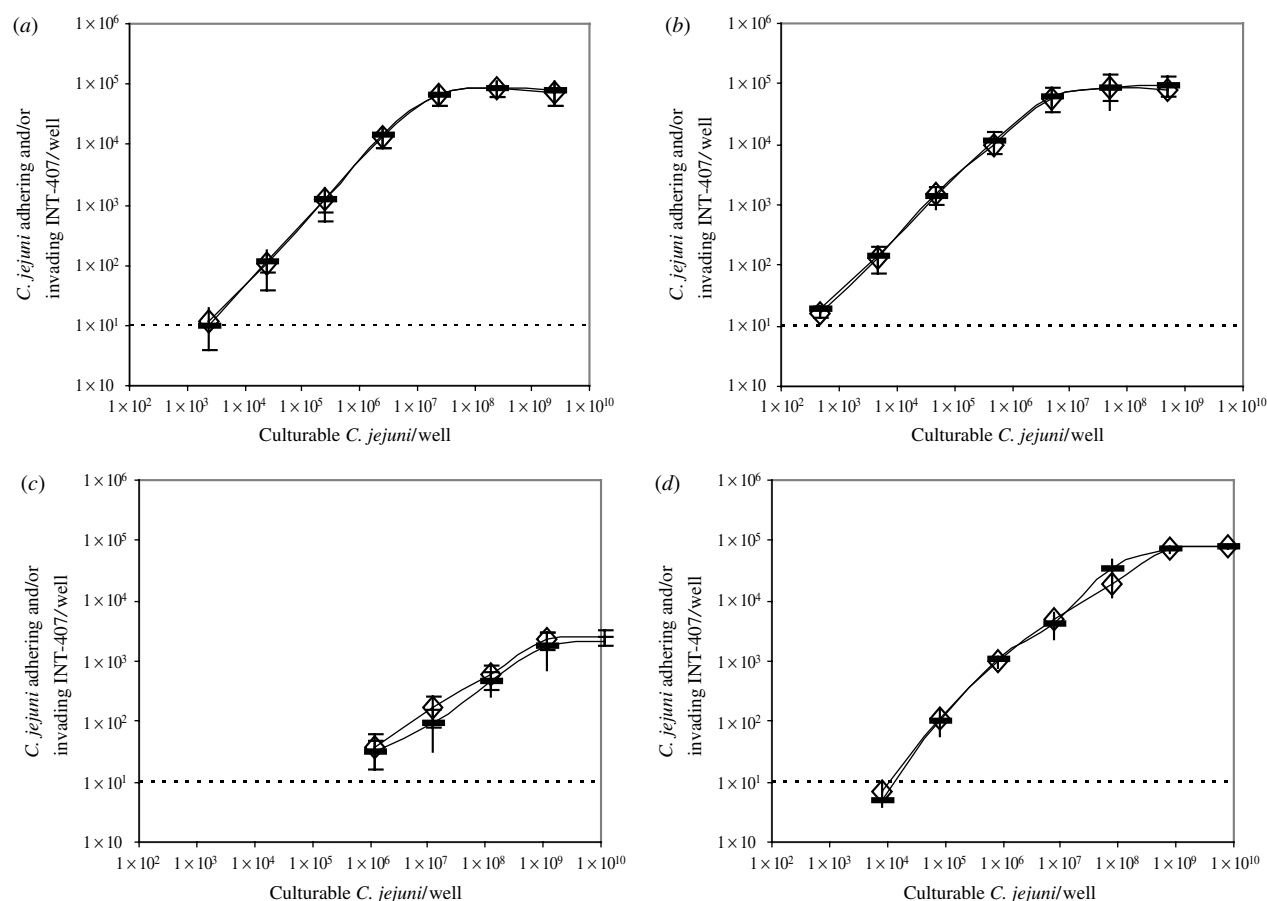 (a)
C. jejuni adhering and/or
invading INT-407/well
1 × 10⁶
1 × 10⁵
1 × 10⁴
1 × 10³
1 × 10²
1 × 10¹
1 × 10
1 × 10² 1 × 10³ 1 × 10⁴ 1 × 10⁵ 1 × 10⁶ 1 × 10⁷ 1 × 10⁸ 1 × 10⁹ 1 × 10¹⁰
Culturable C. jejuni/well
(b)
C. jejuni adhering and/or
invading INT-407/well
1 × 10⁶
1 × 10⁵
1 × 10⁴
1 × 10³
1 × 10²
1 × 10¹
1 × 10
1 × 10² 1 × 10³ 1 × 10⁴ 1 × 10⁵ 1 × 10⁶ 1 × 10⁷ 1 × 10⁸ 1 × 10⁹ 1 × 10¹⁰
Culturable C. jejuni/well
(c)
C. jejuni adhering and/or
invading INT-407/well
1 × 10⁶
1 × 10⁵
1 × 10⁴
1 × 10³
1 × 10²
1 × 10¹
1 × 10
1 × 10² 1 × 10³ 1 × 10⁴ 1 × 10⁵ 1 × 10⁶ 1 × 10⁷ 1 × 10⁸ 1 × 10⁹ 1 × 10¹⁰
Culturable C. jejuni/well
(d)
C. jejuni adhering and/or
invading INT-407/well
1 × 10⁶
1 × 10⁵
1 × 10⁴
1 × 10³
1 × 10²
1 × 10¹
1 × 10
1 × 10² 1 × 10³ 1 × 10⁴ 1 × 10⁵ 1 × 10⁶ 1 × 10⁷ 1 × 10⁸ 1 × 10⁹ 1 × 10¹⁰
Culturable C. jejuni/well